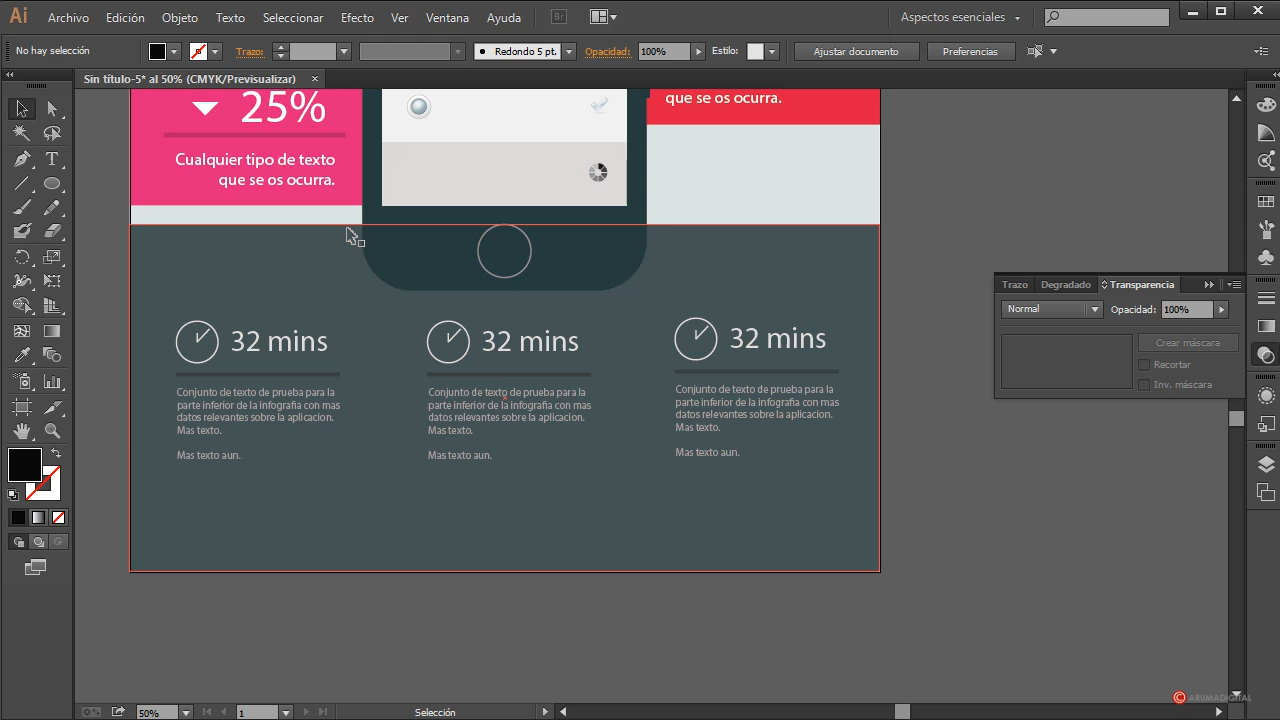 Ai Archivo Edición Objeto Texto Seleccionar Efecto Ver Ventana Ayuda Br Aspectos esenciales
No hay selección Trazo: Redondo 5 pt. Opacidad: 100% Estilo: Ajustar documento Preferencias
Sin título-5* al 50% (CMYK/Previsualizar) ×
25%
Cualquier tipo de texto
que se os ocurra.
que se os ocurra.
32 mins
Conjunto de texto de prueba para la
parte inferior de la infografia con mas
datos relevantes sobre la aplicacion.
Mas texto.
Mas texto aun.
32 mins
Conjunto de texto de prueba para la
parte inferior de la infografia con mas
datos relevantes sobre la aplicacion.
Mas texto.
Mas texto aun.
32 mins
Conjunto de texto de prueba para la
parte inferior de la infografia con mas
datos relevantes sobre la aplicacion.
Mas texto.
Mas texto aun.
Trazo Degradado Transparencia
Normal Opacidad: 100%
Crear máscara
Recortar
Inv. máscara
50% 1 Selección
© ARUMADIGITAL